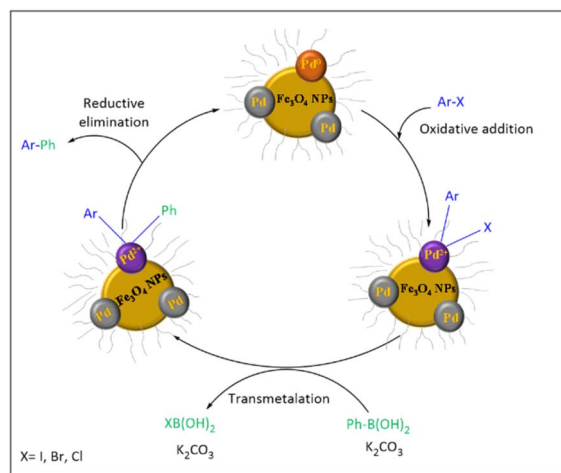 Pd⁰
Fe₃O₄ NPs
Pd
Pd
Ar-X
Oxidative addition
Ar
X
Pd²⁺
Fe₃O₄ NPs
Pd
Pd
Transmetalation
Ph-B(OH)₂
K₂CO₃
XB(OH)₂
K₂CO₃
Ar
Ph
Pd²⁺
Fe₃O₄ NPs
Pd
Pd
Reductive
elimination
Ar-Ph
X= I, Br, Cl